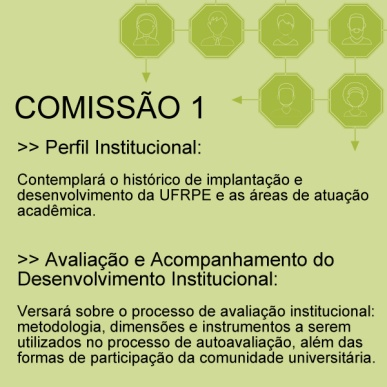 COMISSÃO 1
>> Perfil Institucional:
Contemplará o histórico de implantação e
desenvolvimento da UFRPE e as áreas de atuação
acadêmica.
>> Avaliação e Acompanhamento do
Desenvolvimento Institucional:
Versará sobre o processo de avaliação institucional:
metodologia, dimensões e instrumentos a serem
utilizados no processo de autoavaliação, além das
formas de participação da comunidade universitária.